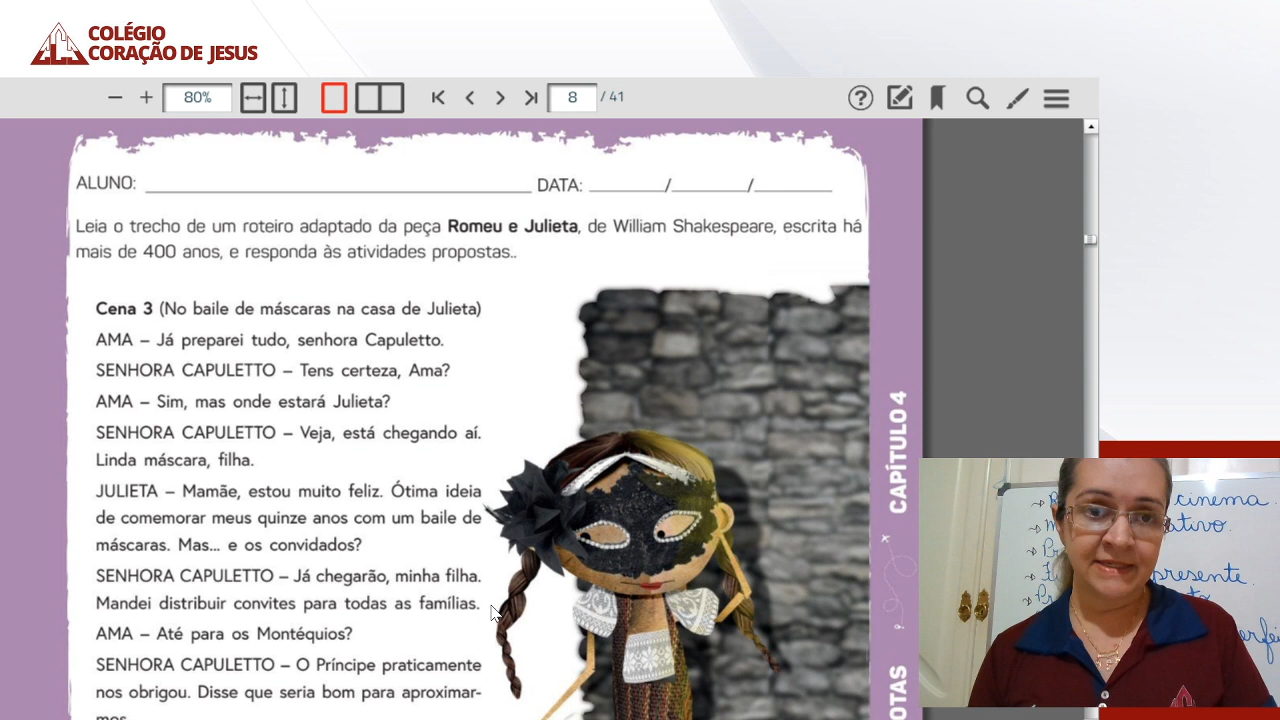 COLÉGIO
CORAÇÃO DE JESUS
80%
8 / 41
ALUNO: DATA: / /
Leia o trecho de um roteiro adaptado da peça Romeu e Julieta, de William Shakespeare, escrita há
mais de 400 anos, e responda às atividades propostas..
Cena 3 (No baile de máscaras na casa de Julieta)
AMA – Já preparei tudo, senhora Capuletto.
SENHORA CAPULETTO – Tens certeza, Ama?
AMA – Sim, mas onde estará Julieta?
SENHORA CAPULETTO – Veja, está chegando aí.
Linda máscara, filha.
JULIETA – Mamãe, estou muito feliz. Ótima ideia
de comemorar meus quinze anos com um baile de
máscaras. Mas... e os convidados?
SENHORA CAPULETTO – Já chegarão, minha filha.
Mandei distribuir convites para todas as famílias.
AMA – Até para os Montéquios?
SENHORA CAPULETTO – O Príncipe praticamente
nos obrigou. Disse que seria bom para aproximar-
mos
CAPÍTULO 4
OTAS
cinema
ativo.
presente.